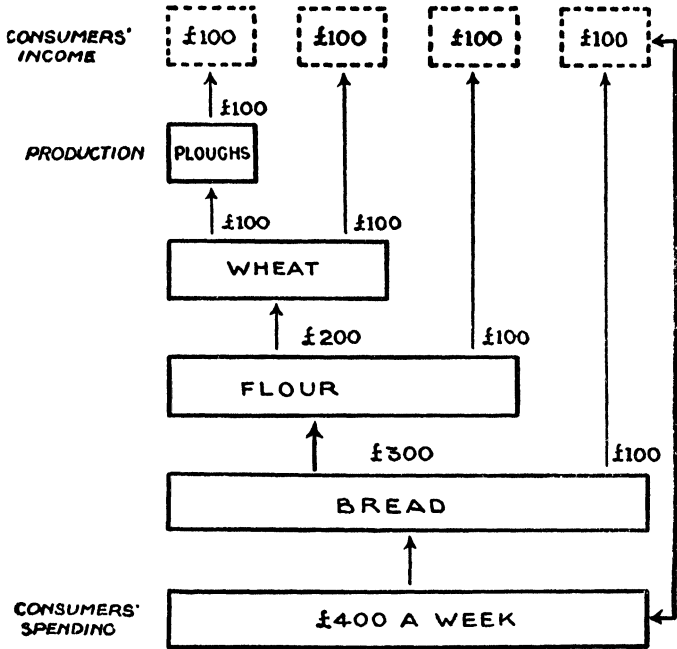 CONSUMERS' £100 £100 £100 £100
INCOME
£100
PRODUCTION PLOUGHS
£100 £100
WHEAT
£200 £100
FLOUR
£300 £100
BREAD
CONSUMERS' £400 A WEEK
SPENDING